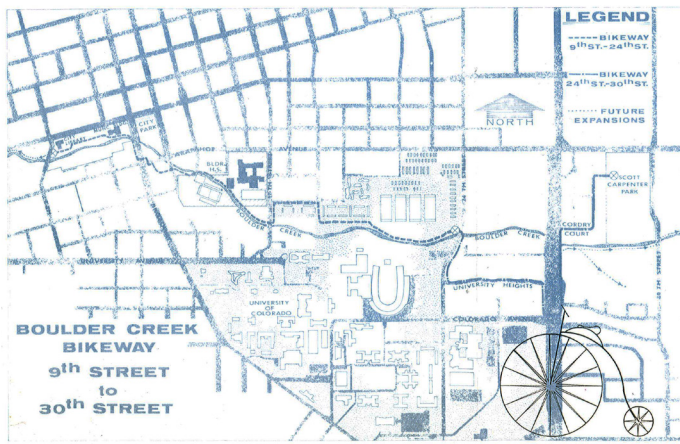 LEGEND
BIKEWAY
9th ST.-24th ST.
BIKEWAY
24th ST.-30th ST.
FUTURE
EXPANSIONS
NORTH
CITY
PARK
BLDR.
H.S.
SCOTT
CARPENTER
PARK
CORDRY
COURT
BOULDER
CREEK
BOULDER CREEK
UNIVERSITY HEIGHTS
UNIVERSITY
OF
COLORADO
COLORADO
BOULDER CREEK
BIKEWAY
9th STREET
to
30th STREET